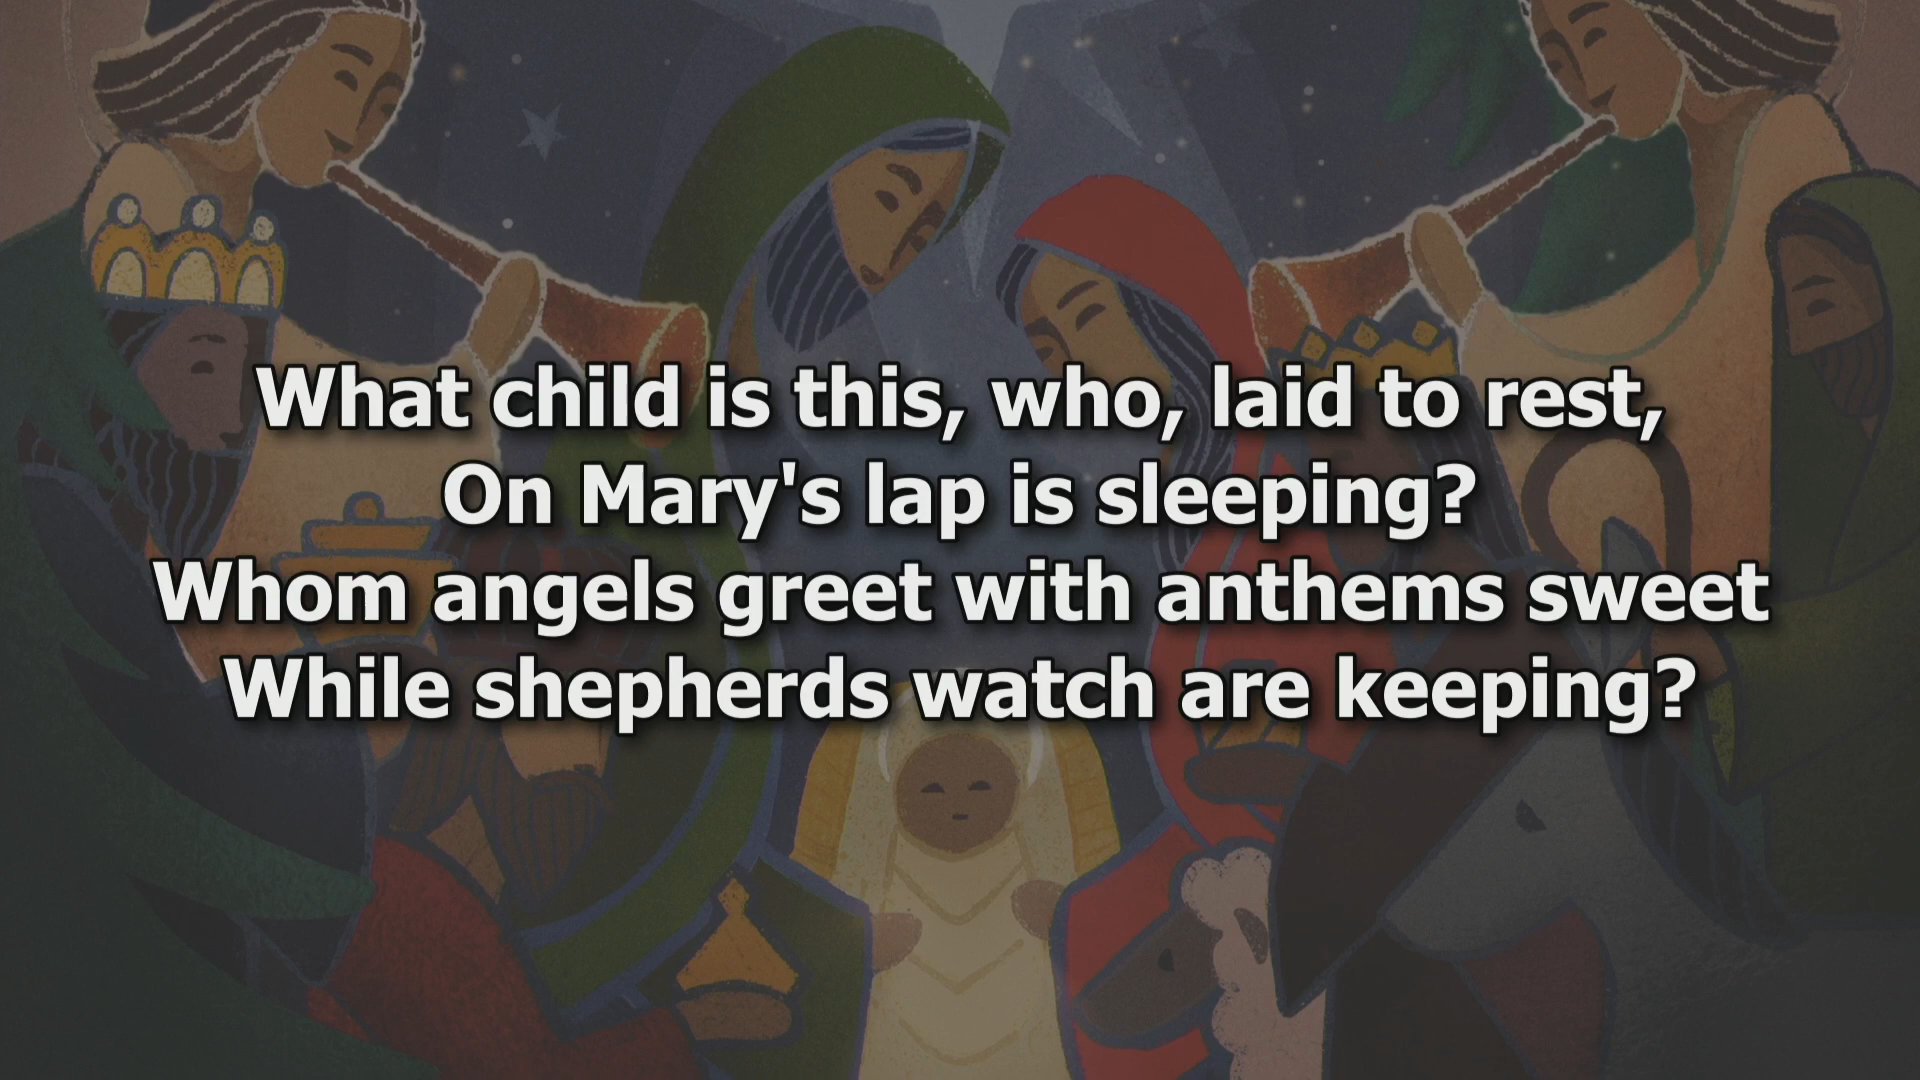 What child is this, who, laid to rest,
On Mary's lap is sleeping?
Whom angels greet with anthems sweet
While shepherds watch are keeping?